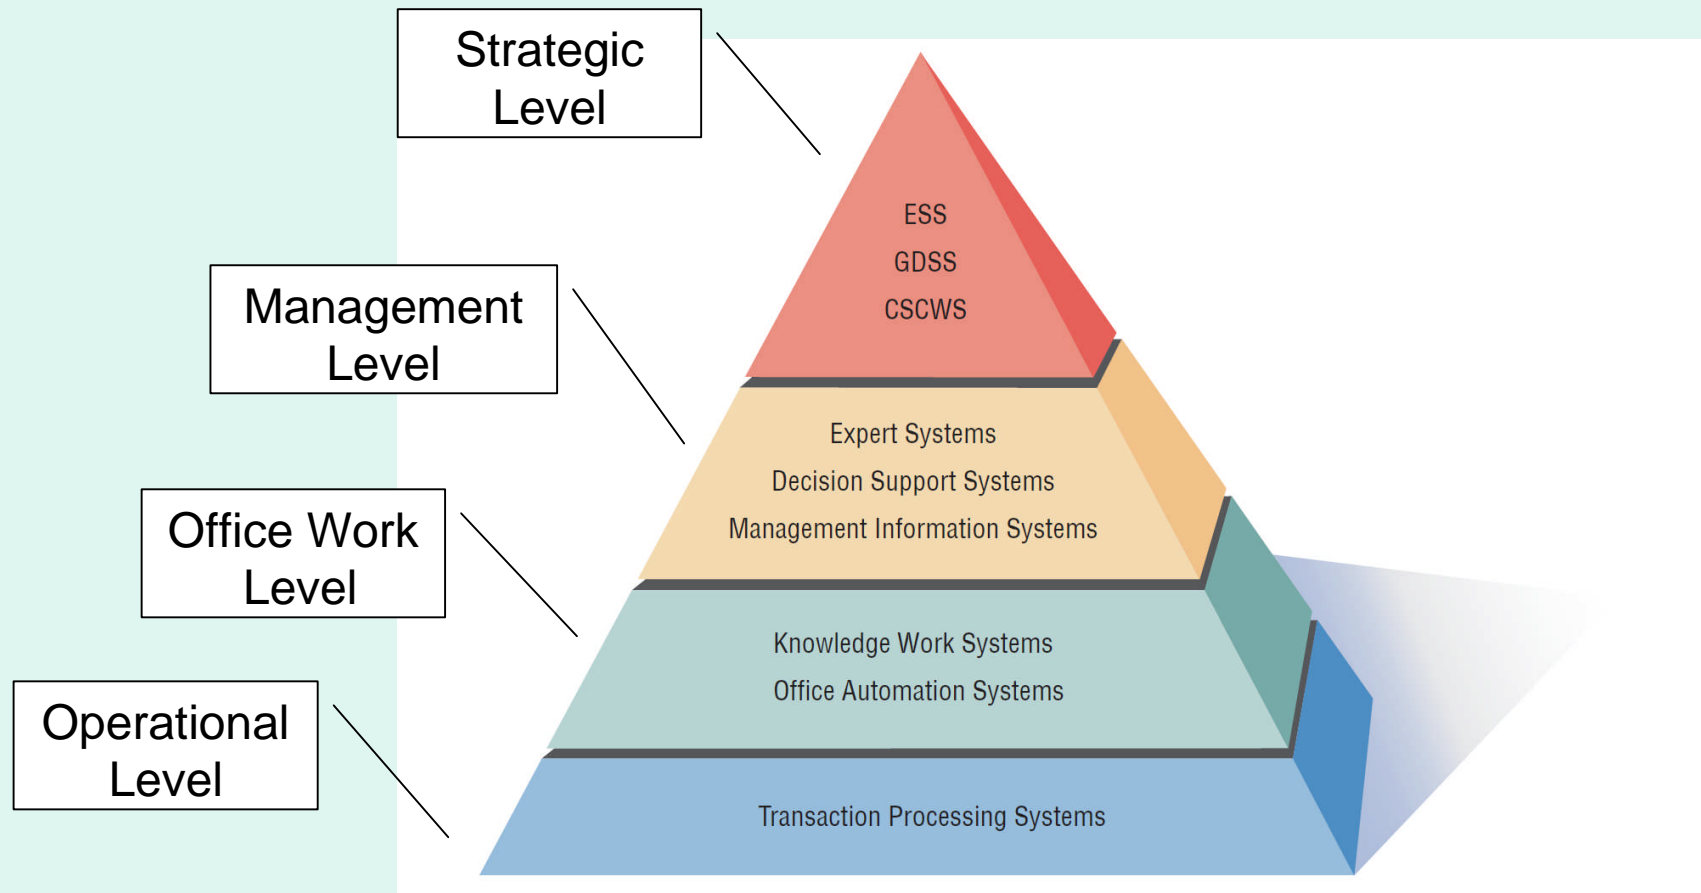 Strategic
Level
ESS
GDSS
CSCWS
Management
Level
Expert Systems
Decision Support Systems
Management Information Systems
Office Work
Level
Knowledge Work Systems
Office Automation Systems
Operational
Level
Transaction Processing Systems